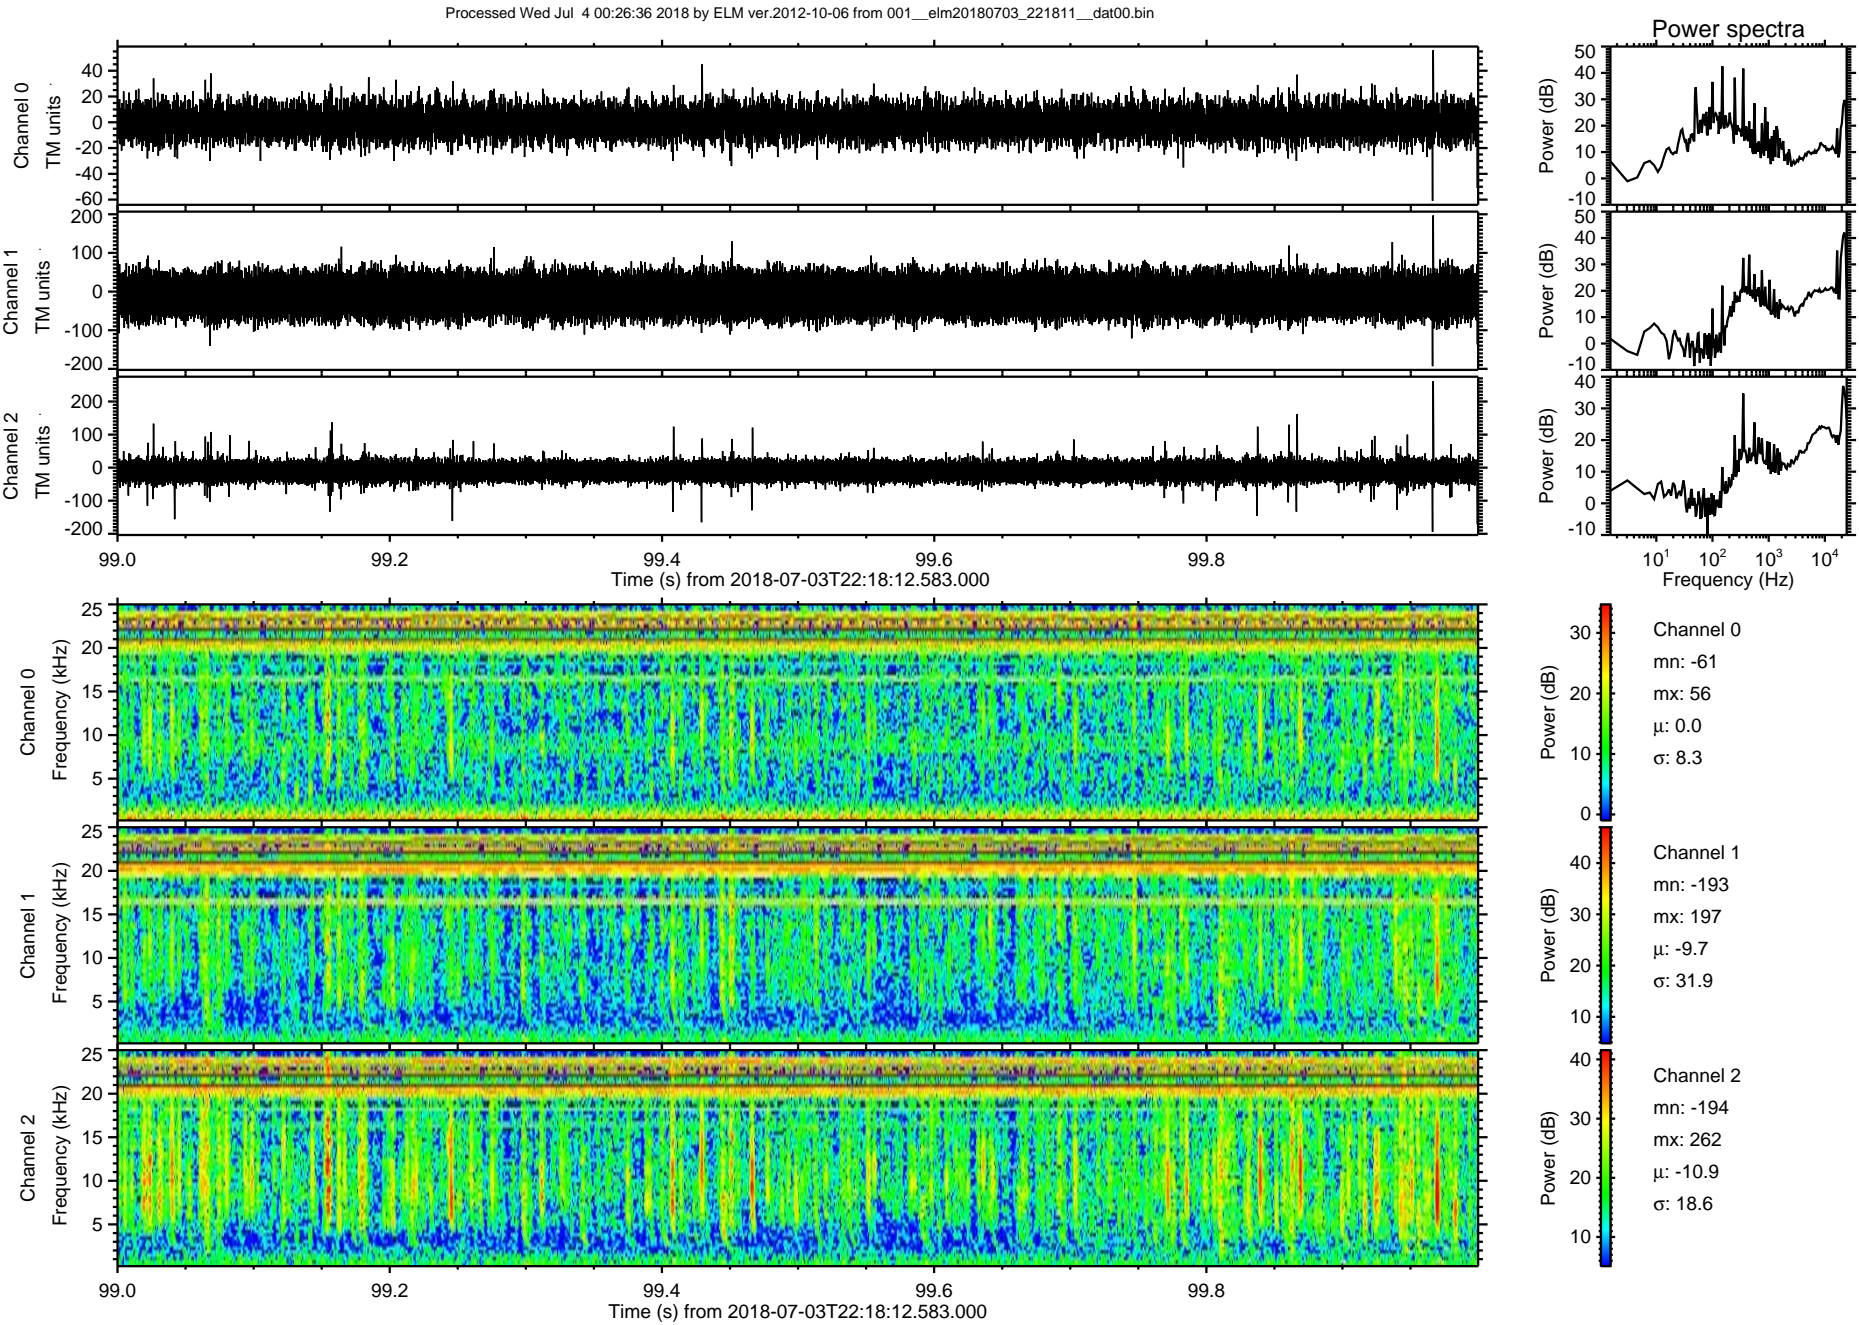 Processed Wed Jul  4 00:26:36 2018 by ELM ver.2012-10-06 from 001__elm20180703_221811__dat00.bin
Power spectra
Channel 0
TM units
40
20
0
-20
-40
-60
Power (dB)
50
40
30
20
10
0
-10
Channel 1
TM units
200
100
0
-100
-200
Power (dB)
50
40
30
20
10
0
-10
Channel 2
TM units
200
100
0
-100
-200
Power (dB)
40
30
20
10
0
-10
99.0 99.2 99.4 99.6 99.8
Time (s) from 2018-07-03T22:18:12.583.000
10¹ 10² 10³ 10⁴
Frequency (Hz)
Channel 0
Frequency (kHz)
25
20
15
10
5
Power (dB)
30
20
10
0
Channel 0
mn: -61
mx: 56
μ: 0.0
σ: 8.3
Channel 1
Frequency (kHz)
25
20
15
10
5
Power (dB)
40
30
20
10
Channel 1
mn: -193
mx: 197
μ: -9.7
σ: 31.9
Channel 2
Frequency (kHz)
25
20
15
10
5
Power (dB)
40
30
20
10
Channel 2
mn: -194
mx: 262
μ: -10.9
σ: 18.6
99.0 99.2 99.4 99.6 99.8
Time (s) from 2018-07-03T22:18:12.583.000